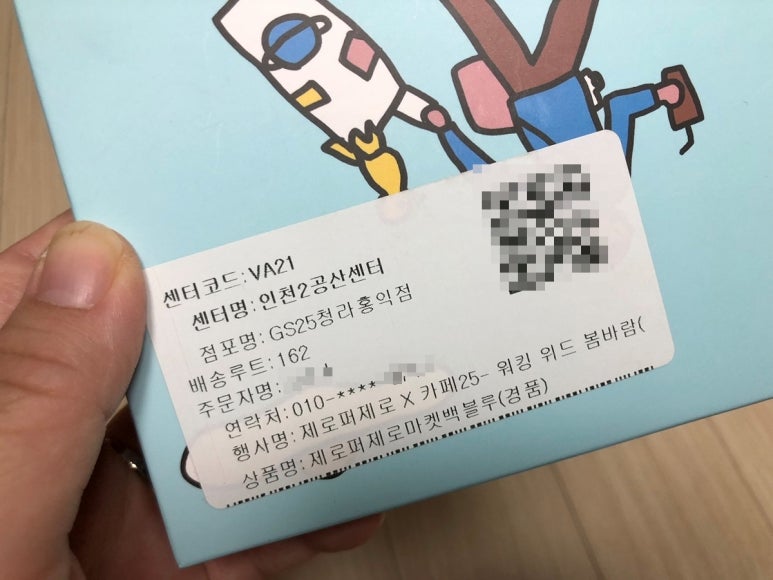 센터코드:VA21
센터명:인천2공산센터
점포명:GS25청라홍익점
배송루트:162
주문자명:
연락처:010-****-
행사명:제로퍼제로 X 카페25- 워킹 위드 봄바람(
상품명:제로퍼제로마켓백블루(경품)